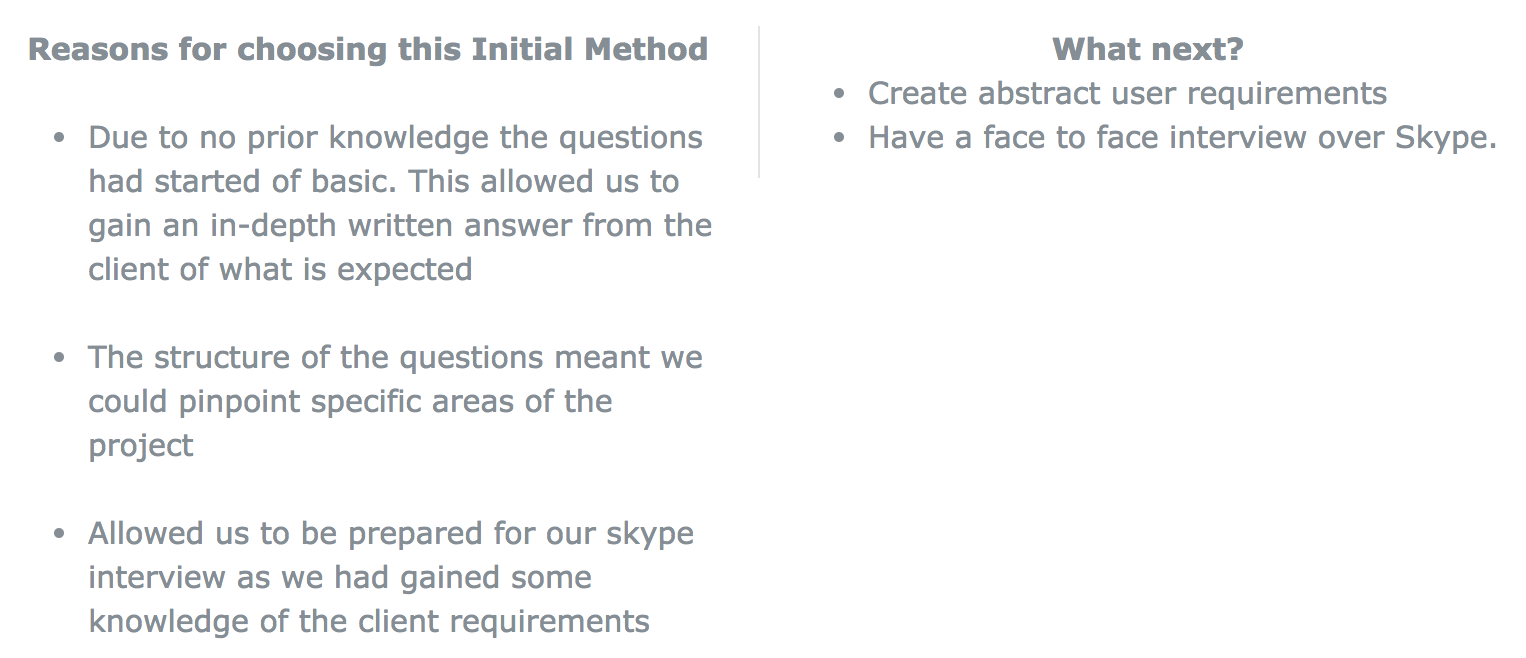 Reasons for choosing this Initial Method
Due to no prior knowledge the questions
had started of basic. This allowed us to
gain an in-depth written answer from the
client of what is expected
The structure of the questions meant we
could pinpoint specific areas of the
project
Allowed us to be prepared for our skype
interview as we had gained some
knowledge of the client requirements
What next?
Create abstract user requirements
Have a face to face interview over Skype.